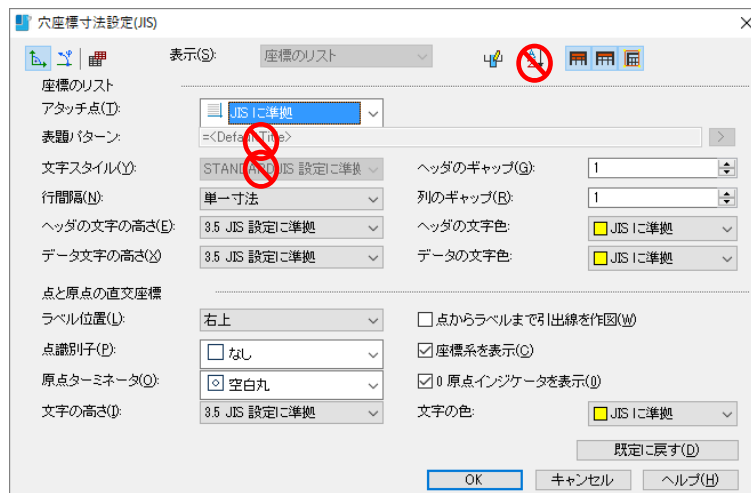 穴座標寸法設定(JIS)
表示(S): 座標のリスト
座標のリスト
アタッチ点(T): JIS に準拠
表題パターン: =<DefaultTitle> >
文字スタイル(Y): STANDARD JIS 設定に準拠 ヘッダのギャップ(G): 1
行間隔(N): 単一寸法 列のギャップ(R): 1
ヘッダの文字の高さ(E): 3.5 JIS 設定に準拠 ヘッダの文字色: JIS に準拠
データ文字の高さ(X) 3.5 JIS 設定に準拠 データの文字色: JIS に準拠
点と原点の直交座標
ラベル位置(L): 右上 点からラベルまで引出線を作図(W)
点識別子(P): なし 座標系を表示(C)
原点ターミネータ(O): 空白丸 0 原点インジケータを表示(0)
文字の高さ(I): 3.5 JIS 設定に準拠 文字の色: JIS に準拠
既定に戻す(D)
OK キャンセル ヘルプ(H)